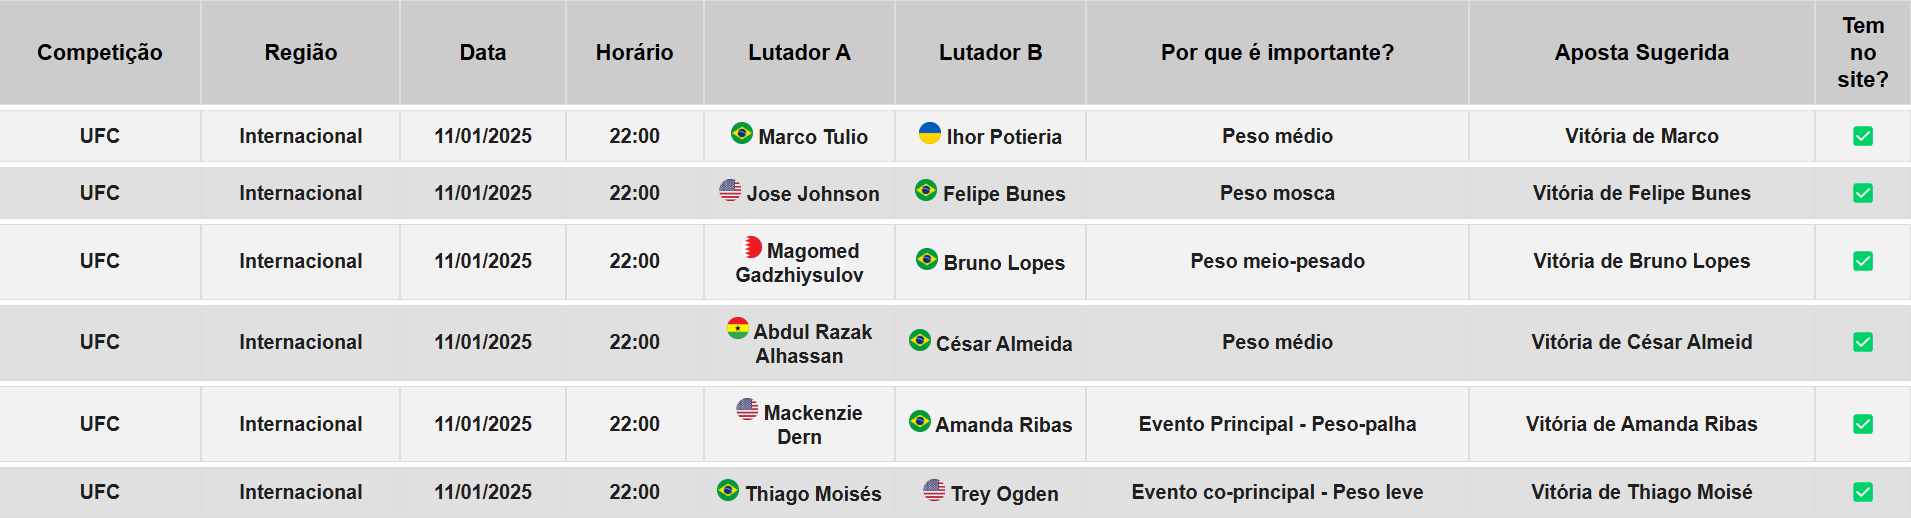 Competição Região Data Horário Lutador A Lutador B Por que é importante? Aposta Sugerida Tem no site?
UFC Internacional 11/01/2025 22:00 Marco Tulio Ihor Potieria Peso médio Vitória de Marco
UFC Internacional 11/01/2025 22:00 Jose Johnson Felipe Bunes Peso mosca Vitória de Felipe Bunes
UFC Internacional 11/01/2025 22:00 Magomed Gadzhiysulov Bruno Lopes Peso meio-pesado Vitória de Bruno Lopes
UFC Internacional 11/01/2025 22:00 Abdul Razak Alhassan César Almeida Peso médio Vitória de César Almeid
UFC Internacional 11/01/2025 22:00 Mackenzie Dern Amanda Ribas Evento Principal - Peso-palha Vitória de Amanda Ribas
UFC Internacional 11/01/2025 22:00 Thiago Moisés Trey Ogden Evento co-principal - Peso leve Vitória de Thiago Moisé